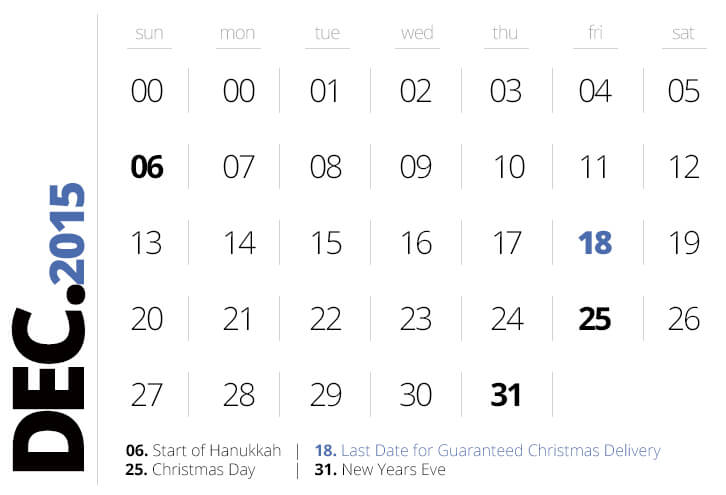 DEC.2015
sun mon tue wed thu fri sat
00 00 01 02 03 04 05
06 07 08 09 10 11 12
13 14 15 16 17 18 19
20 21 22 23 24 25 26
27 28 29 30 31
06. Start of Hanukkah | 18. Last Date for Guaranteed Christmas Delivery
25. Christmas Day | 31. New Years Eve